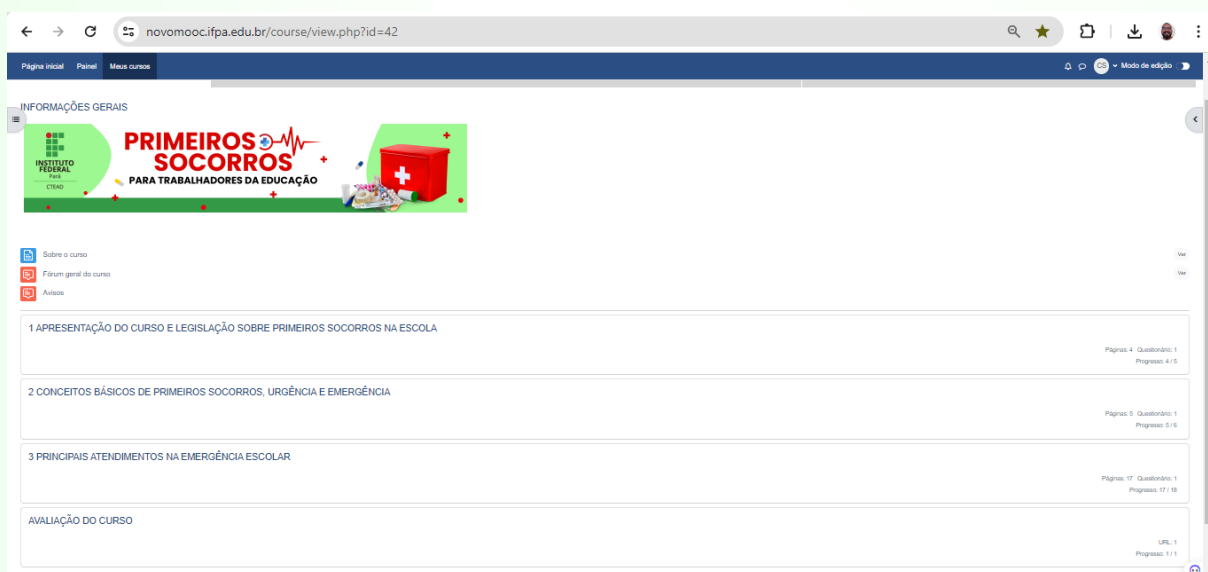 novomooc.ifpa.edu.br/course/view.php?id=42
Página inicial Painel Meus cursos CS Modo de edição
INFORMAÇÕES GERAIS
INSTITUTO
FEDERAL
Pará
CTEAD
PRIMEIROS
SOCORROS
PARA TRABALHADORES DA EDUCAÇÃO
Sobre o curso Ver
Fórum geral do curso Ver
Avisos
1 APRESENTAÇÃO DO CURSO E LEGISLAÇÃO SOBRE PRIMEIROS SOCORROS NA ESCOLA
Páginas: 4 Questionário: 1
Progresso: 4 / 5
2 CONCEITOS BÁSICOS DE PRIMEIROS SOCORROS, URGÊNCIA E EMERGÊNCIA
Páginas: 5 Questionário: 1
Progresso: 5 / 6
3 PRINCIPAIS ATENDIMENTOS NA EMERGÊNCIA ESCOLAR
Páginas: 17 Questionário: 1
Progresso: 17 / 18
AVALIAÇÃO DO CURSO
URL: 1
Progresso: 1 / 1